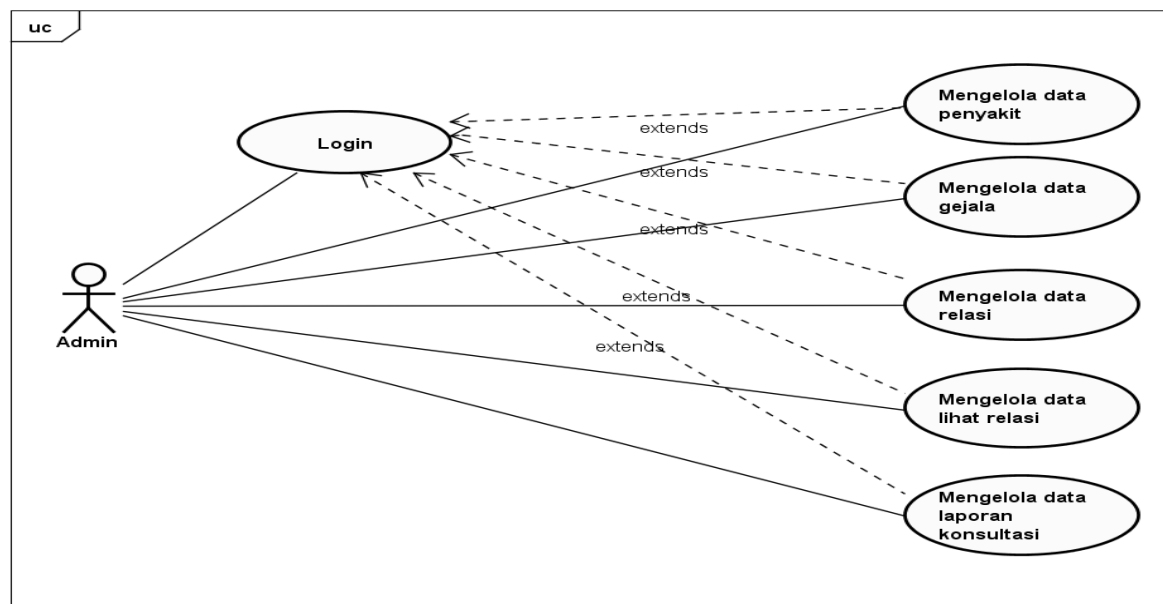 uc
Login
Admin
extends
extends
extends
extends
extends
Mengelola data
penyakit
Mengelola data
gejala
Mengelola data
relasi
Mengelola data
lihat relasi
Mengelola data
laporan
konsultasi